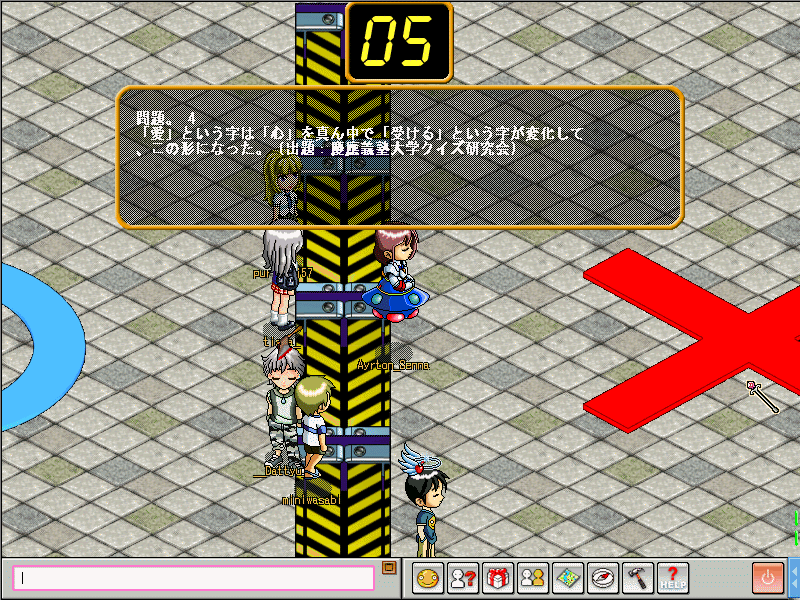 05
問題。 4
「愛」という字は「心」を真ん中で「受ける」という字が変化して
、この形になった。（出題：慶應義塾大学クイズ研究会）
Ayrton_Senna
_Dattyu_
miniwasabi
HELP